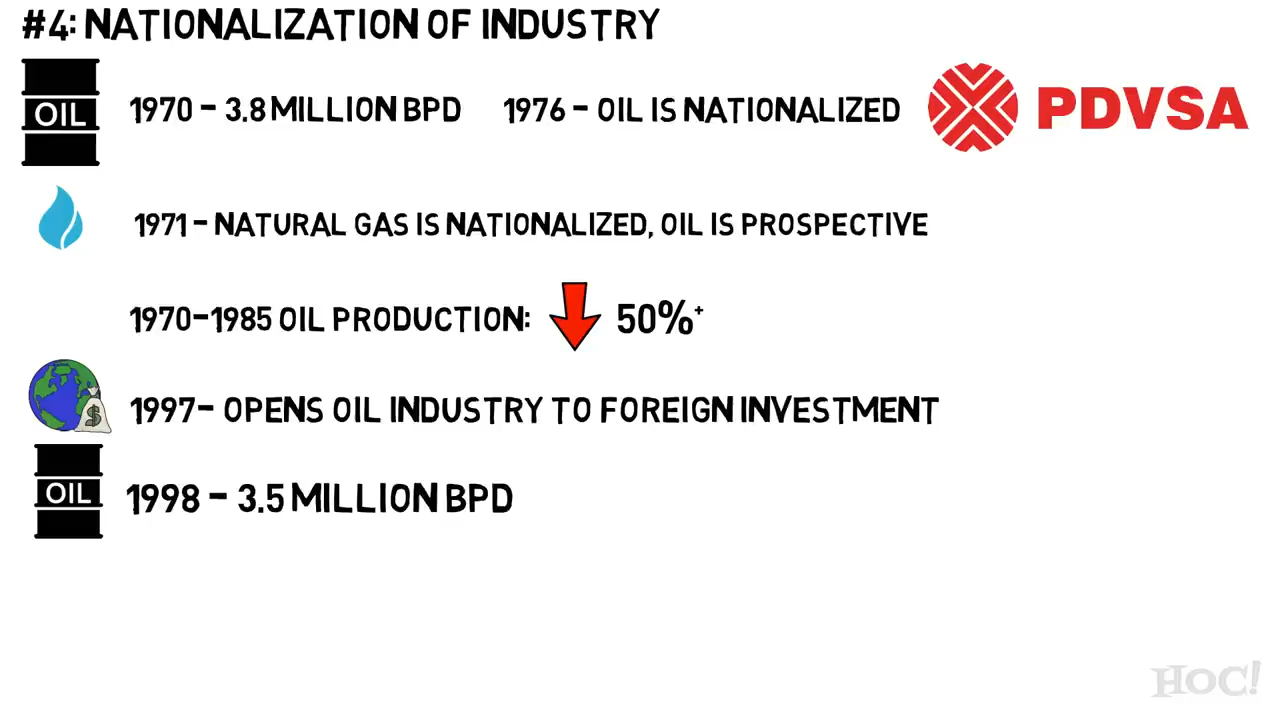 #4: NATIONALIZATION OF INDUSTRY
OIL 1970 - 3.8 MILLION BPD 1976 - OIL IS NATIONALIZED PDVSA
1971 - NATURAL GAS IS NATIONALIZED, OIL IS PROSPECTIVE
1970-1985 OIL PRODUCTION: 50%+
1997- OPENS OIL INDUSTRY TO FOREIGN INVESTMENT
OIL 1998 - 3.5 MILLION BPD
HOC!